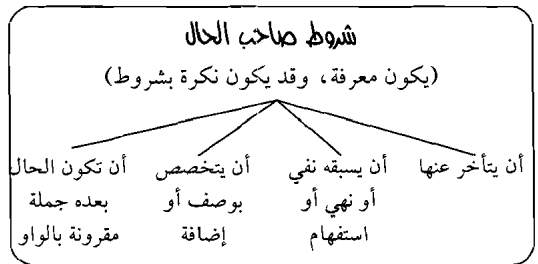 شروط صاحب الحال
(يكون معرفة، وقد يكون نكرة بشروط)
أن يتأخر عنها
أن يسبقه نفي
أو نهي أو
استفهام
أن يتخصص
بوصف أو
إضافة
أن تكون الحال
بعده جملة
مقرونة بالواو